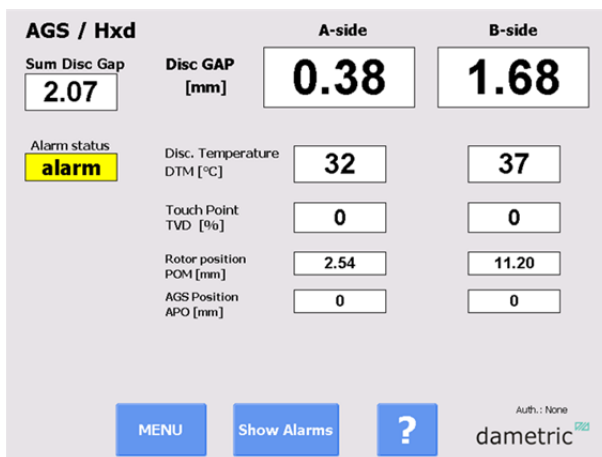 AGS / Hxd
A-side
B-side
Sum Disc Gap
2.07
Disc GAP
[mm]
0.38
1.68
Alarm status
alarm
Disc. Temperature
DTM [°C]
32
37
Touch Point
TVD [%]
0
0
Rotor position
POM [mm]
2.54
11.20
AGS Position
APO [mm]
0
0
MENU
Show Alarms
?
Auth.: None
dametric